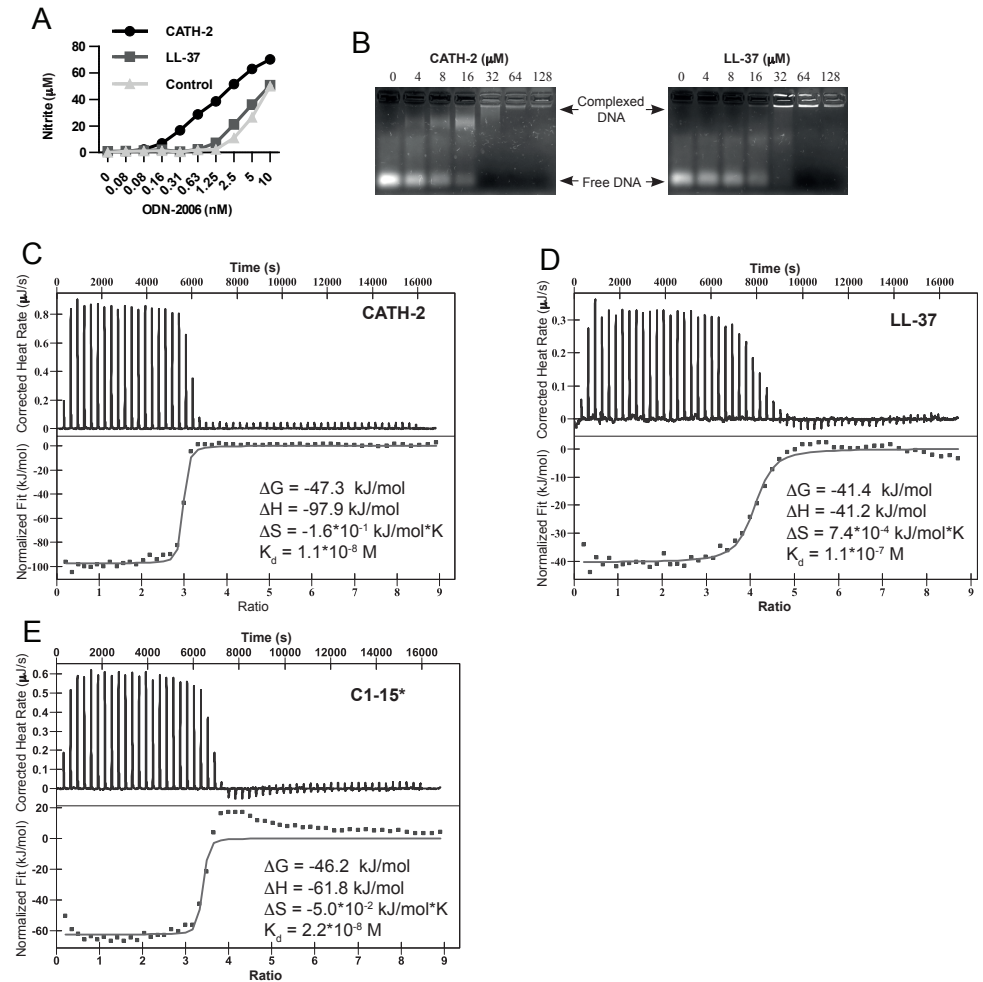 A
CATH-2
LL-37
Control
Nitrite (µM)
80
60
40
20
0
0 0.08 0.08 0.16 0.31 0.63 1.25 2.5 5 10
ODN-2006 (nM)
B
CATH-2 (µM)
0 4 8 16 32 64 128
LL-37 (µM)
0 4 8 16 32 64 128
Complexed
DNA
Free DNA
C
Time (s)
0 2000 4000 6000 8000 10000 12000 14000 16000
Corrected Heat Rate (µJ/s)
0.8
0.6
0.4
0.2
0
CATH-2
Normalized Fit (kJ/mol)
0
-20
-40
-60
-80
-100
ΔG = -47.3 kJ/mol
ΔH = -97.9 kJ/mol
ΔS = -1.6*10-1 kJ/mol*K
Kd = 1.1*10-8 M
0 1 2 3 4 5 6 7 8 9
Ratio
D
Time (s)
0 2000 4000 6000 8000 10000 12000 14000 16000
Corrected Heat Rate (µJ/s)
0.3
0.2
0.1
0
LL-37
Normalized Fit (kJ/mol)
0
-10
-20
-30
-40
ΔG = -41.4 kJ/mol
ΔH = -41.2 kJ/mol
ΔS = 7.4*10-4 kJ/mol*K
Kd = 1.1*10-7 M
0 1 2 3 4 5 6 7 8 9
Ratio
E
Time (s)
0 2000 4000 6000 8000 10000 12000 14000 16000
Corrected Heat Rate (µJ/s)
0.6
0.5
0.4
0.3
0.2
0.1
0
C1-15*
Normalized Fit (kJ/mol)
20
0
-20
-40
-60
ΔG = -46.2 kJ/mol
ΔH = -61.8 kJ/mol
ΔS = -5.0*10-2 kJ/mol*K
Kd = 2.2*10-8 M
0 1 2 3 4 5 6 7 8 9
Ratio